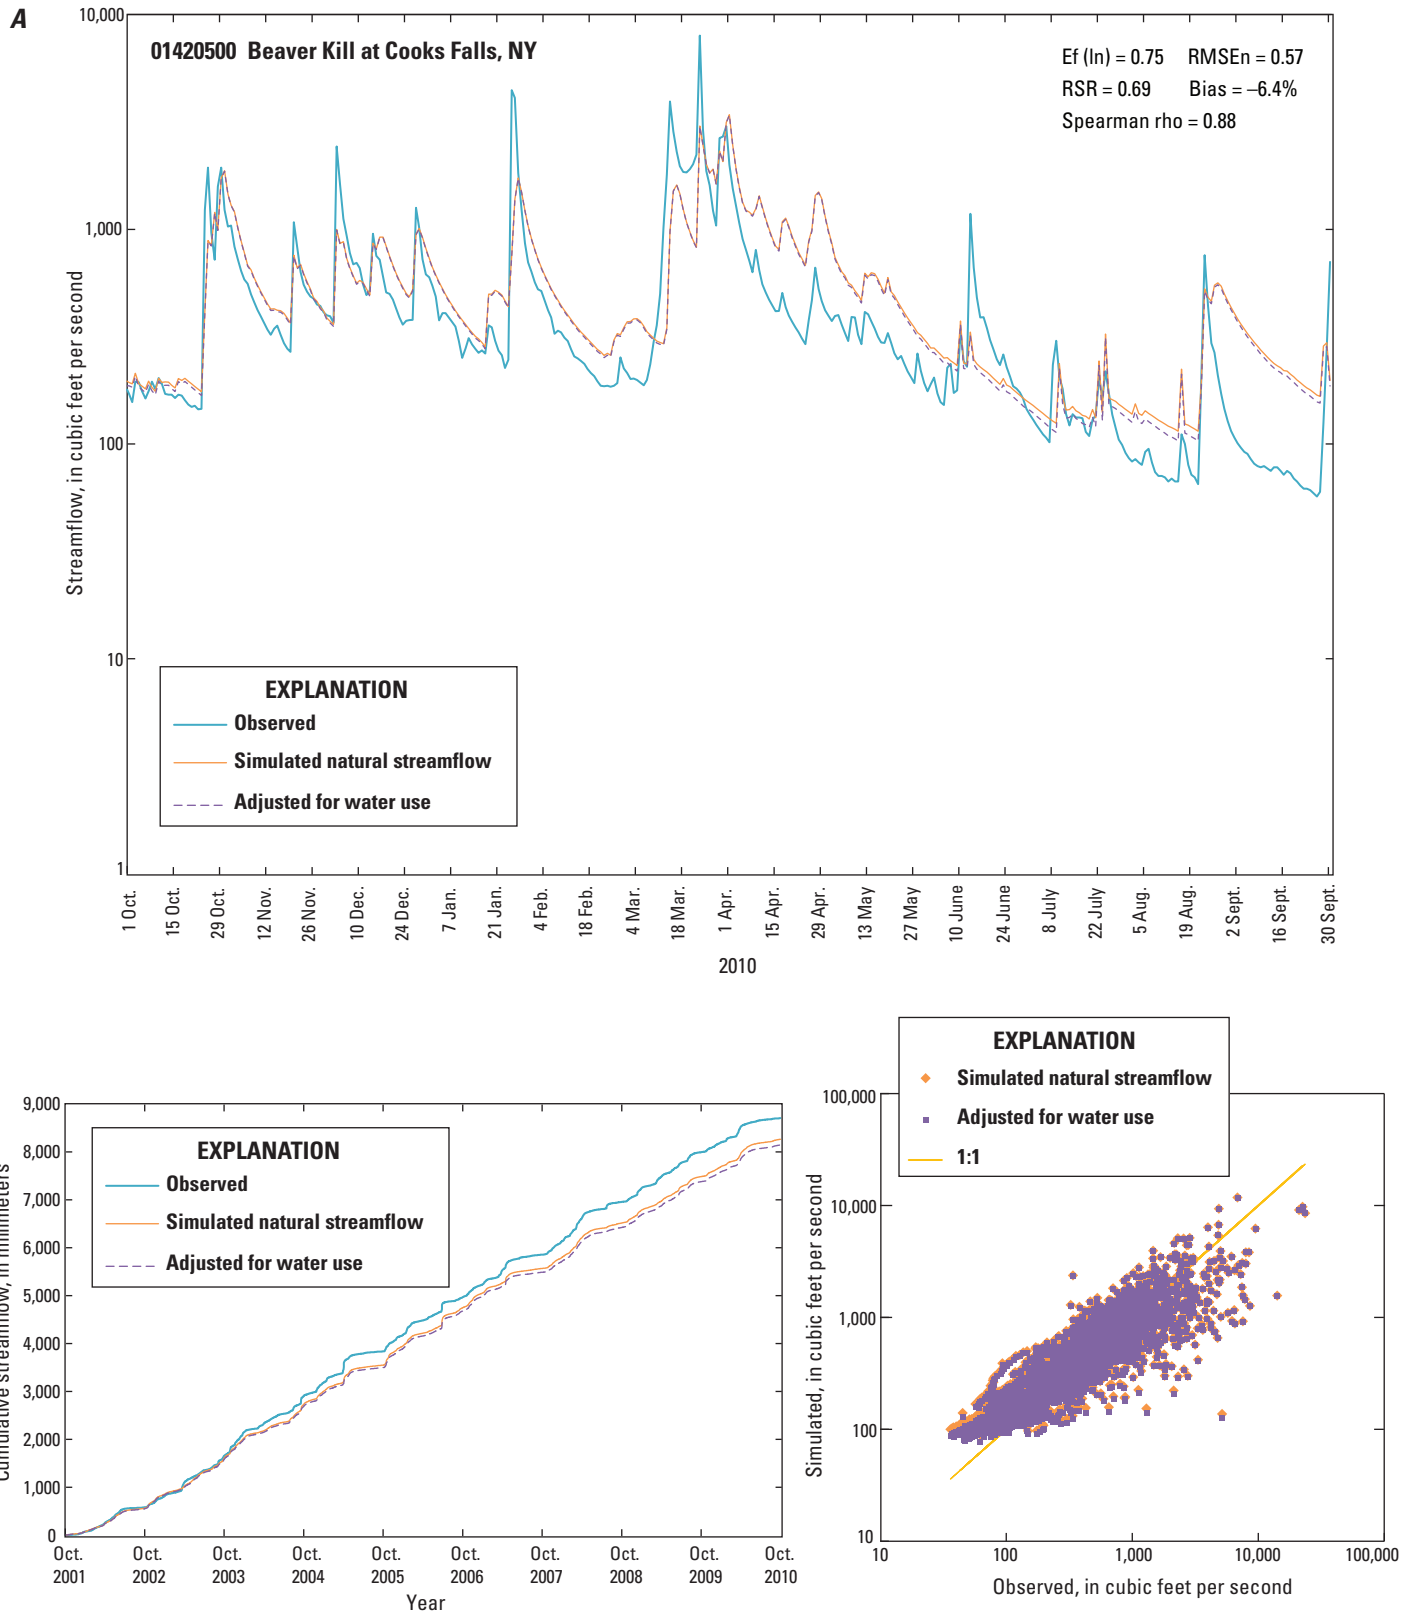 A
01420500 Beaver Kill at Cooks Falls, NY
Ef (ln) = 0.75 RMSEn = 0.57
RSR = 0.69 Bias = –6.4%
Spearman rho = 0.88
Streamflow, in cubic feet per second
10,000
1,000
100
10
1
EXPLANATION
Observed
Simulated natural streamflow
Adjusted for water use
1 Oct.
15 Oct.
29 Oct.
12 Nov.
26 Nov.
10 Dec.
24 Dec.
7 Jan.
21 Jan.
4 Feb.
18 Feb.
4 Mar.
18 Mar.
1 Apr.
15 Apr.
29 Apr.
13 May
27 May
10 June
24 June
8 July
22 July
5 Aug.
19 Aug.
2 Sept.
16 Sept.
30 Sept.
2010
Cumulative streamflow, in millimeters
9,000
8,000
7,000
6,000
5,000
4,000
3,000
2,000
1,000
0
EXPLANATION
Observed
Simulated natural streamflow
Adjusted for water use
Oct. Oct. Oct. Oct. Oct. Oct. Oct. Oct. Oct. Oct.
2001 2002 2003 2004 2005 2006 2007 2008 2009 2010
Year
EXPLANATION
Simulated natural streamflow
Adjusted for water use
1:1
Simulated, in cubic feet per second
100,000
10,000
1,000
100
10
10 100 1,000 10,000 100,000
Observed, in cubic feet per second